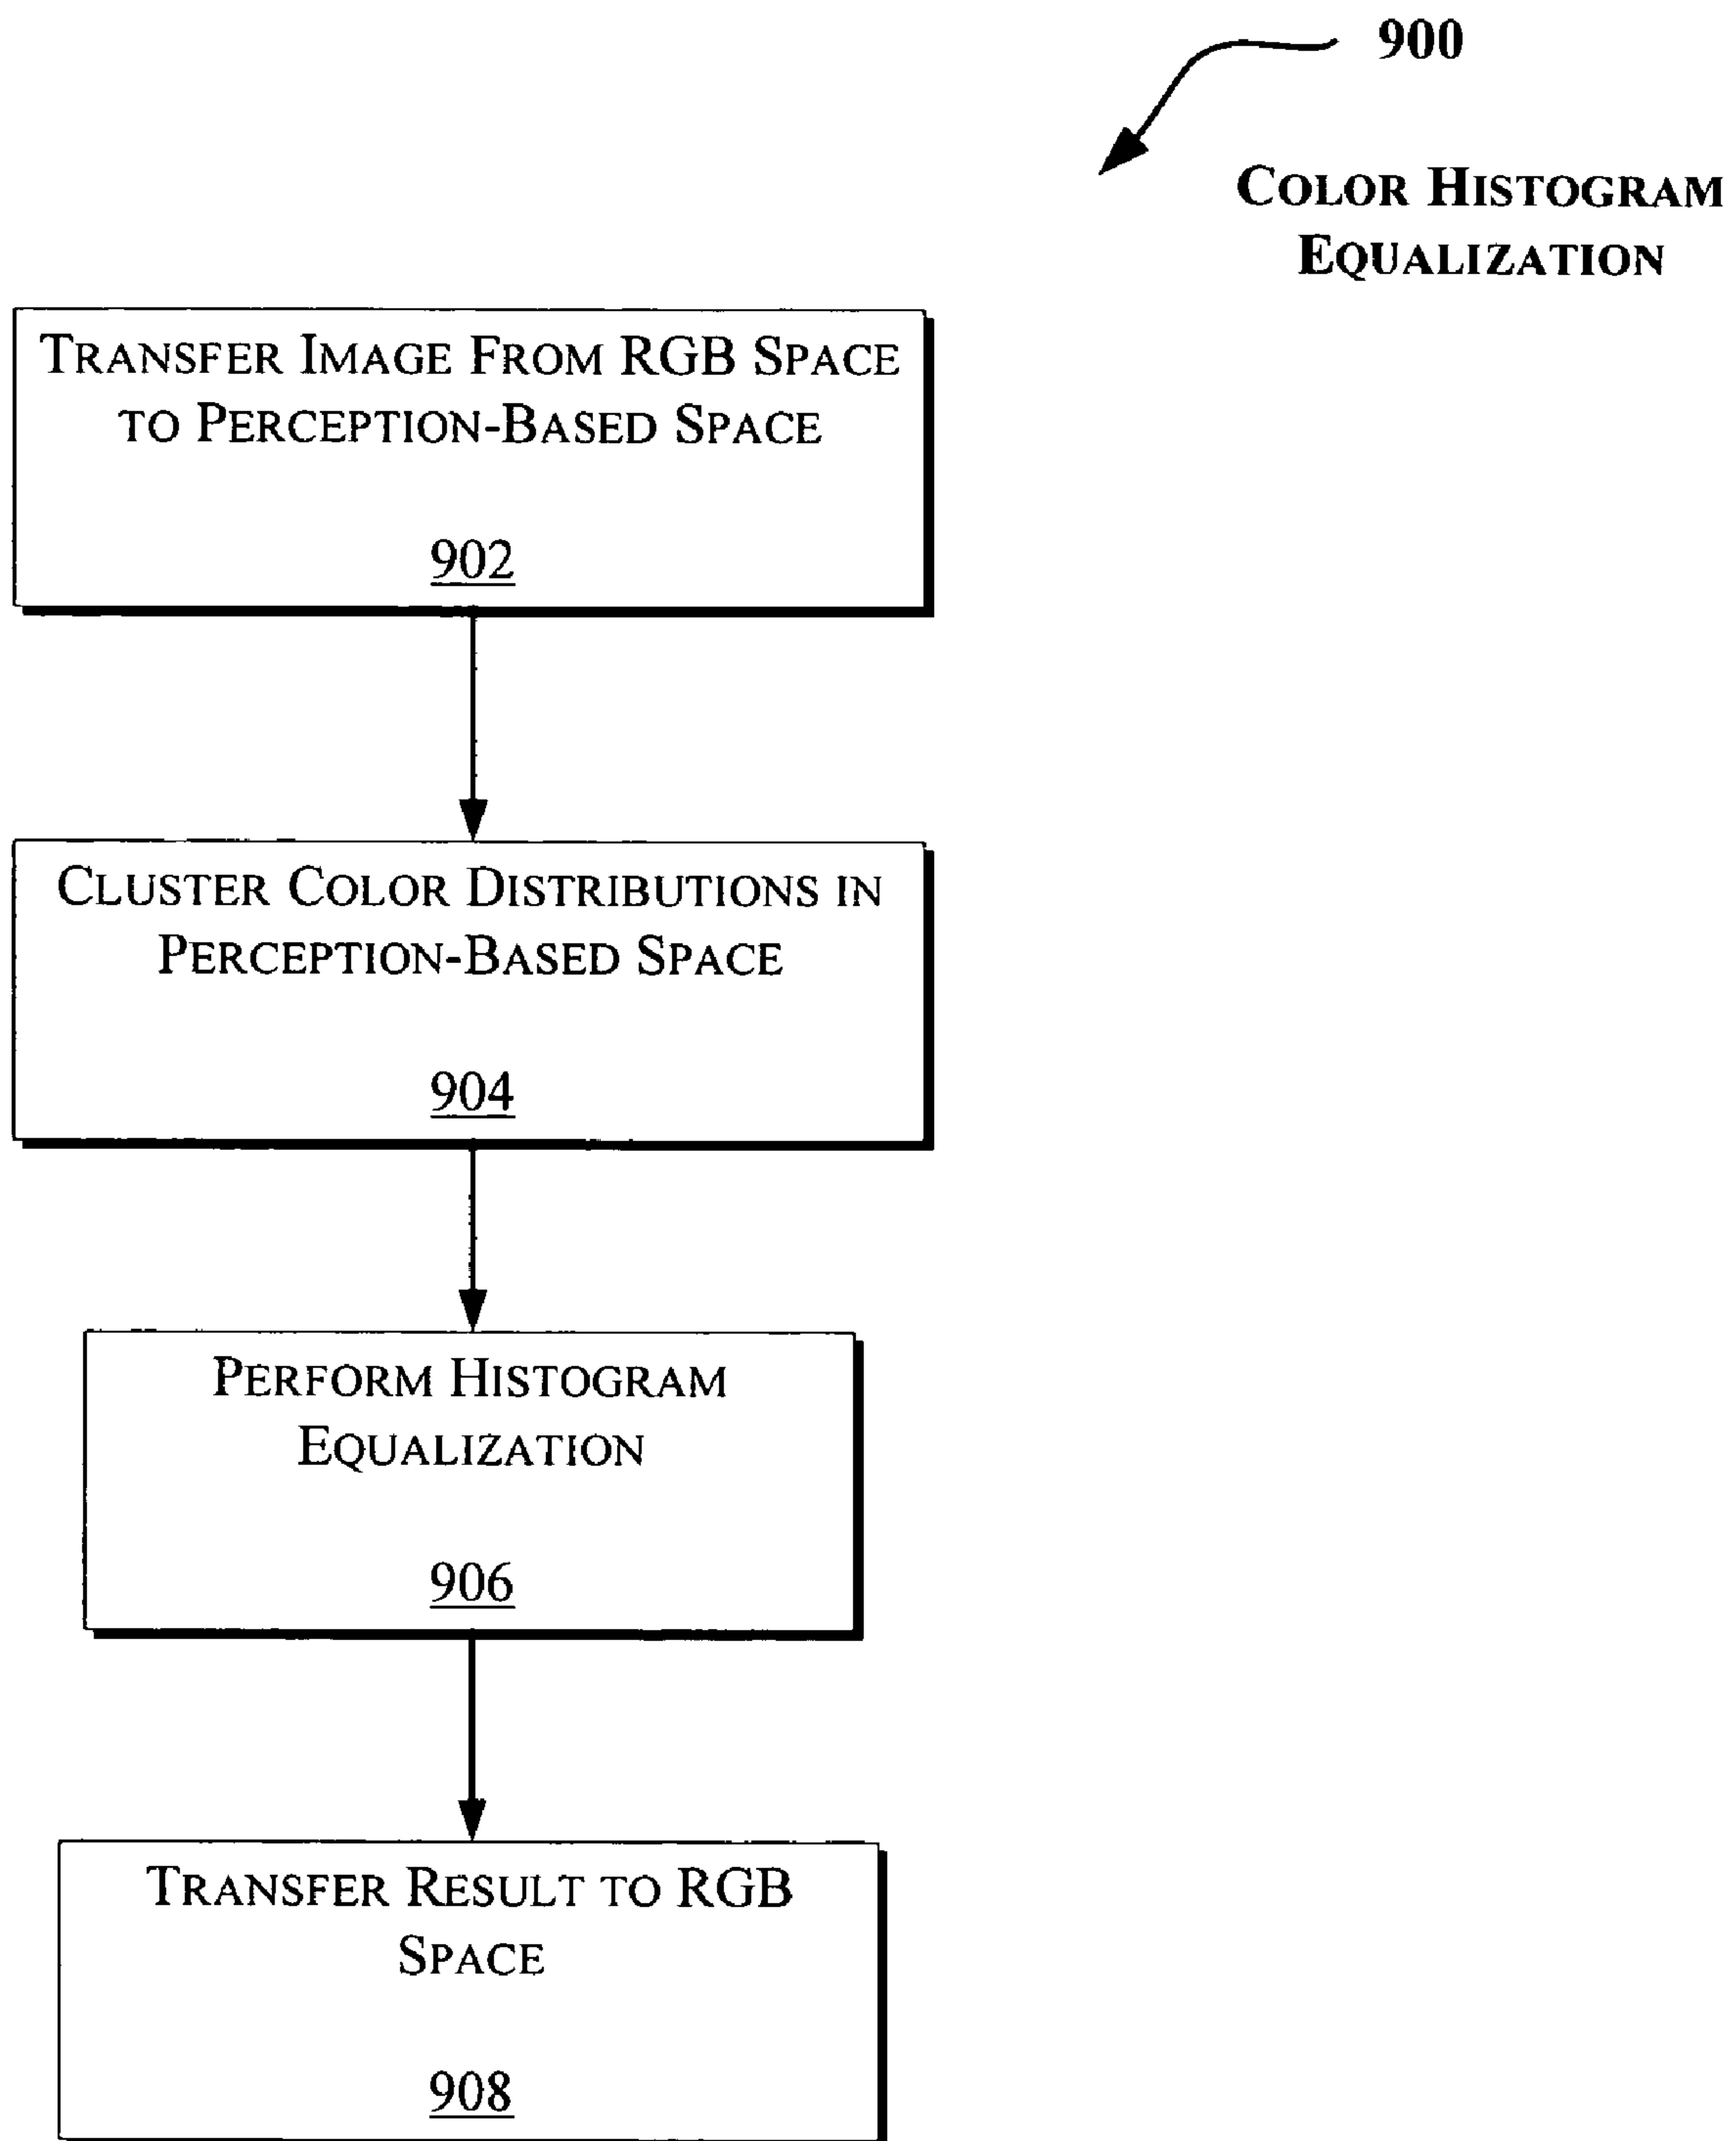 900
COLOR HISTOGRAM
EQUALIZATION
TRANSFER IMAGE FROM RGB SPACE
TO PERCEPTION-BASED SPACE
902
CLUSTER COLOR DISTRIBUTIONS IN
PERCEPTION-BASED SPACE
904
PERFORM HISTOGRAM
EQUALIZATION
906
TRANSFER RESULT TO RGB
SPACE
908